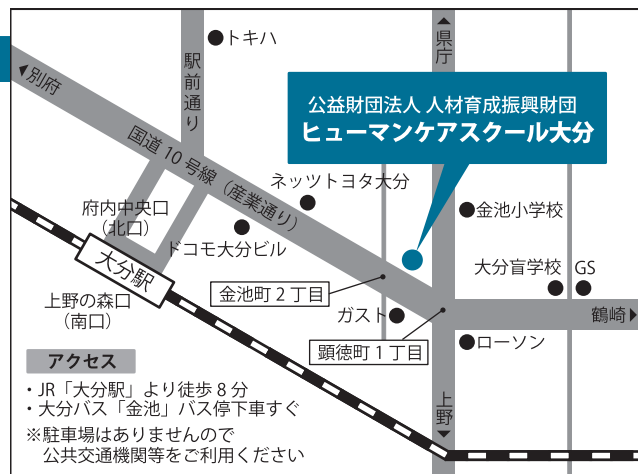 トキハ
▲県庁
駅前通り
◀別府
公益財団法人 人材育成振興財団
ヒューマンケアスクール大分
国道10号線（産業通り）
ネッツトヨタ大分
府内中央口
（北口）
金池小学校
ドコモ大分ビル
大分駅
大分盲学校
GS
上野の森口
（南口）
金池町2丁目
ガスト
鶴崎▶
顕徳町1丁目
ローソン
アクセス
・JR「大分駅」より徒歩8分
・大分バス「金池」バス停下車すぐ
上野▼
※駐車場はありませんので
公共交通機関等をご利用ください